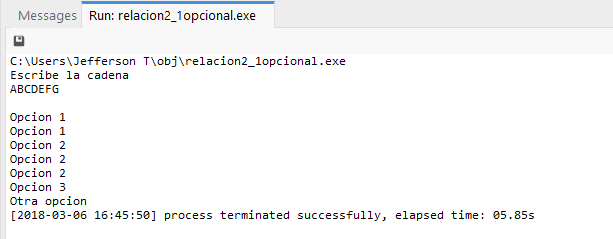 Messages Run: relacion2_1opcional.exe
C:\Users\Jefferson T\obj\relacion2_1opcional.exe
Escribe la cadena
ABCDEFG
Opcion 1
Opcion 1
Opcion 2
Opcion 2
Opcion 2
Opcion 3
Otra opcion
[2018-03-06 16:45:50] process terminated successfully, elapsed time: 05.85s